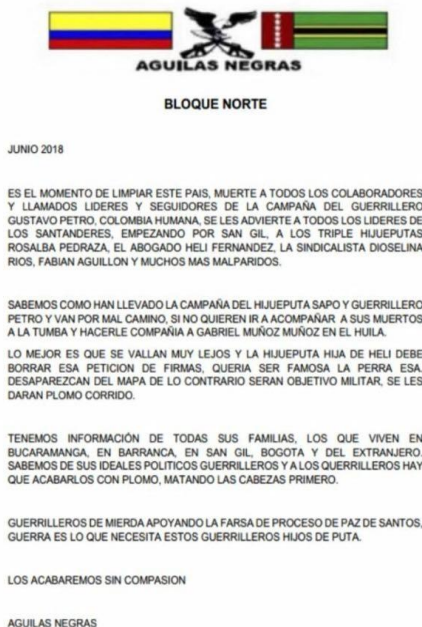 AGUILAS NEGRAS
BLOQUE NORTE
JUNIO 2018
ES EL MOMENTO DE LIMPIAR ESTE PAIS, MUERTE A TODOS LOS COLABORADORES
Y LLAMADOS LIDERES Y SEGUIDORES DE LA CAMPAÑA DEL GUERRILLERO
GUSTAVO PETRO, COLOMBIA HUMANA, SE LES ADVIERTE A TODOS LOS LIDERES DE
LOS SANTANDERES, EMPEZANDO POR SAN GIL, A LOS TRIPLE HIJUEPUTAS
ROSALBA PEDRAZA, EL ABOGADO HELI FERNANDEZ, LA SINDICALISTA DIOSELINA
RIOS, FABIAN AGUILLON Y MUCHOS MAS MALPARIDOS.
SABEMOS COMO HAN LLEVADO LA CAMPAÑA DEL HIJUEPUTA SAPO Y GUERRILLERO
PETRO Y VAN POR MAL CAMINO, SI NO QUIEREN IR A ACOMPAÑAR A SUS MUERTOS
A LA TUMBA Y HACERLE COMPAÑIA A GABRIEL MUÑOZ MUÑOZ EN EL HUILA.
LO MEJOR ES QUE SE VALLAN MUY LEJOS Y LA HIJUEPUTA HIJA DE HELI DEBE
BORRAR ESA PETICION DE FIRMAS, QUERIA SER FAMOSA LA PERRA ESA.
DESAPAREZCAN DEL MAPA DE LO CONTRARIO SERAN OBJETIVO MILITAR, SE LES
DARAN PLOMO CORRIDO.
TENEMOS INFORMACIÓN DE TODAS SUS FAMILIAS, LOS QUE VIVEN EN
BUCARAMANGA, EN BARRANCA, EN SAN GIL, BOGOTA Y DEL EXTRANJERO.
SABEMOS DE SUS IDEALES POLITICOS GUERRILLEROS Y A LOS QUERRILLEROS HAY
QUE ACABARLOS CON PLOMO, MATANDO LAS CABEZAS PRIMERO.
GUERRILLEROS DE MIERDA APOYANDO LA FARSA DE PROCESO DE PAZ DE SANTOS,
GUERRA ES LO QUE NECESITA ESTOS GUERRILLEROS HIJOS DE PUTA.
LOS ACABAREMOS SIN COMPASION
AGUILAS NEGRAS